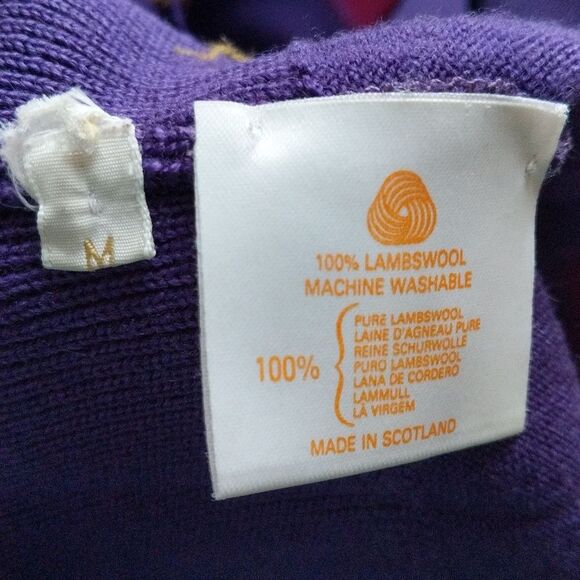 M
100% LAMBSWOOL
MACHINE WASHABLE
100%
PURE LAMBSWOOL
LAINE D'AGNEAU PURE
REINE SCHURWOLLE
PURO LAMBSWOOL
LANA DE CORDERO
LAMMULL
LÀ VIRGEM
MADE IN SCOTLAND